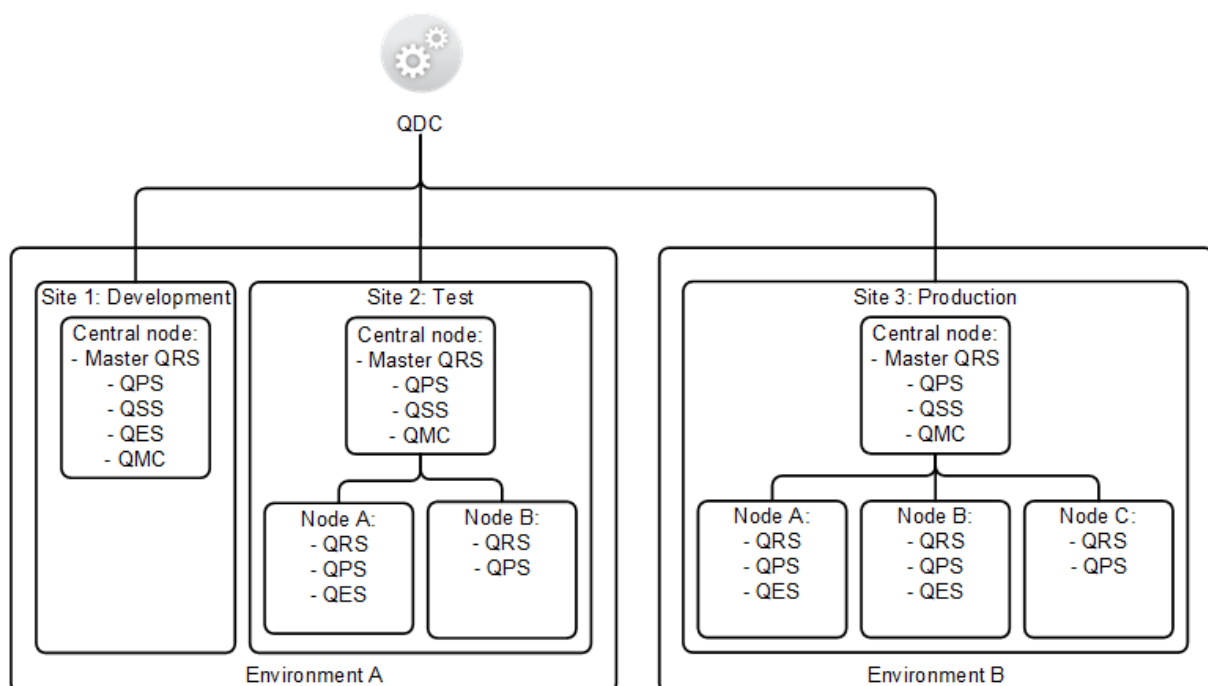 QDC
Site 1: Development
Central node:
- Master QRS
- QPS
- QSS
- QES
- QMC
Site 2: Test
Central node:
- Master QRS
- QPS
- QSS
- QMC
Node A:
- QRS
- QPS
- QES
Node B:
- QRS
- QPS
Environment A
Site 3: Production
Central node:
- Master QRS
- QPS
- QSS
- QMC
Node A:
- QRS
- QPS
- QES
Node B:
- QRS
- QPS
- QES
Node C:
- QRS
- QPS
Environment B